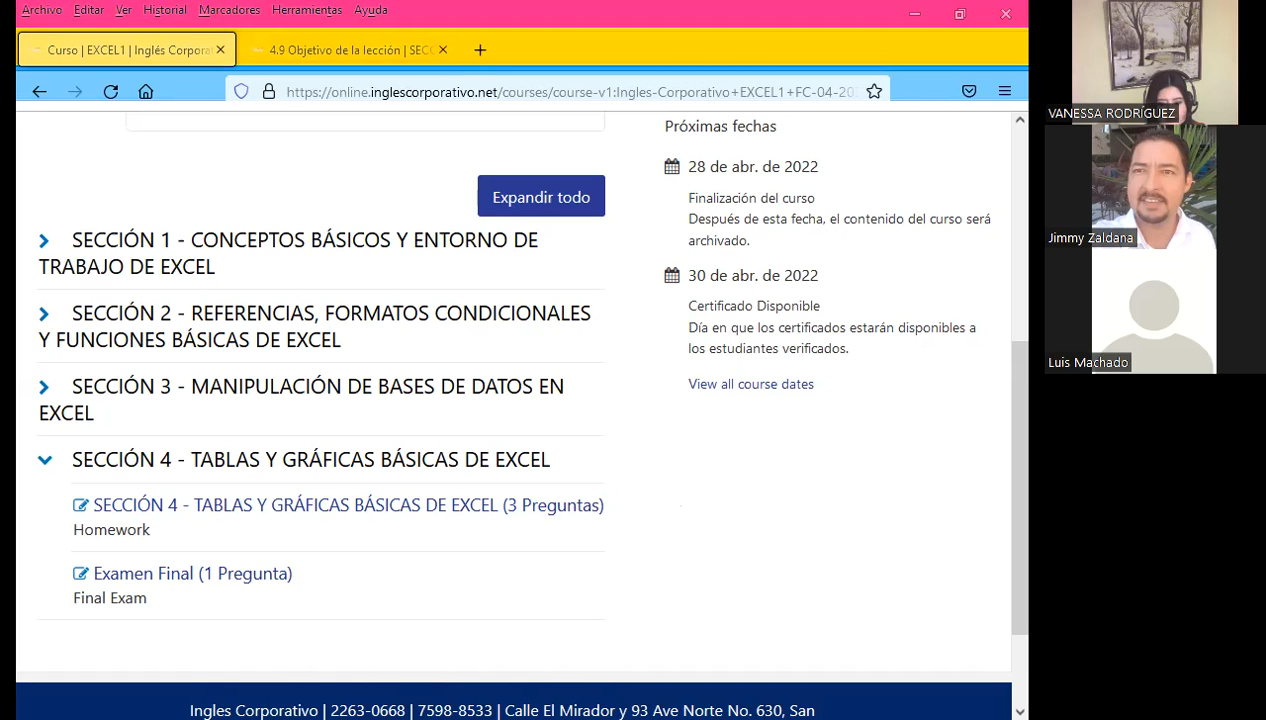 Archivo Editar Ver Historial Marcadores Herramientas Ayuda
Curso | EXCEL1 | Inglés Corporat
4.9 Objetivo de la lección | SEC
https://online.inglescorporativo.net/courses/course-v1:Ingles-Corporativo+EXCEL1+FC-04-20
Expandir todo
SECCIÓN 1 - CONCEPTOS BÁSICOS Y ENTORNO DE
TRABAJO DE EXCEL
SECCIÓN 2 - REFERENCIAS, FORMATOS CONDICIONALES
Y FUNCIONES BÁSICAS DE EXCEL
SECCIÓN 3 - MANIPULACIÓN DE BASES DE DATOS EN
EXCEL
SECCIÓN 4 - TABLAS Y GRÁFICAS BÁSICAS DE EXCEL
SECCIÓN 4 - TABLAS Y GRÁFICAS BÁSICAS DE EXCEL (3 Preguntas)
Homework
Examen Final (1 Pregunta)
Final Exam
Próximas fechas
28 de abr. de 2022
Finalización del curso
Después de esta fecha, el contenido del curso será
archivado.
30 de abr. de 2022
Certificado Disponible
Día en que los certificados estarán disponibles a
los estudiantes verificados.
View all course dates
Ingles Corporativo | 2263-0668 | 7598-8533 | Calle El Mirador y 93 Ave Norte No. 630, San
VANESSA RODRÍGUEZ
Jimmy Zaldana
Luis Machado